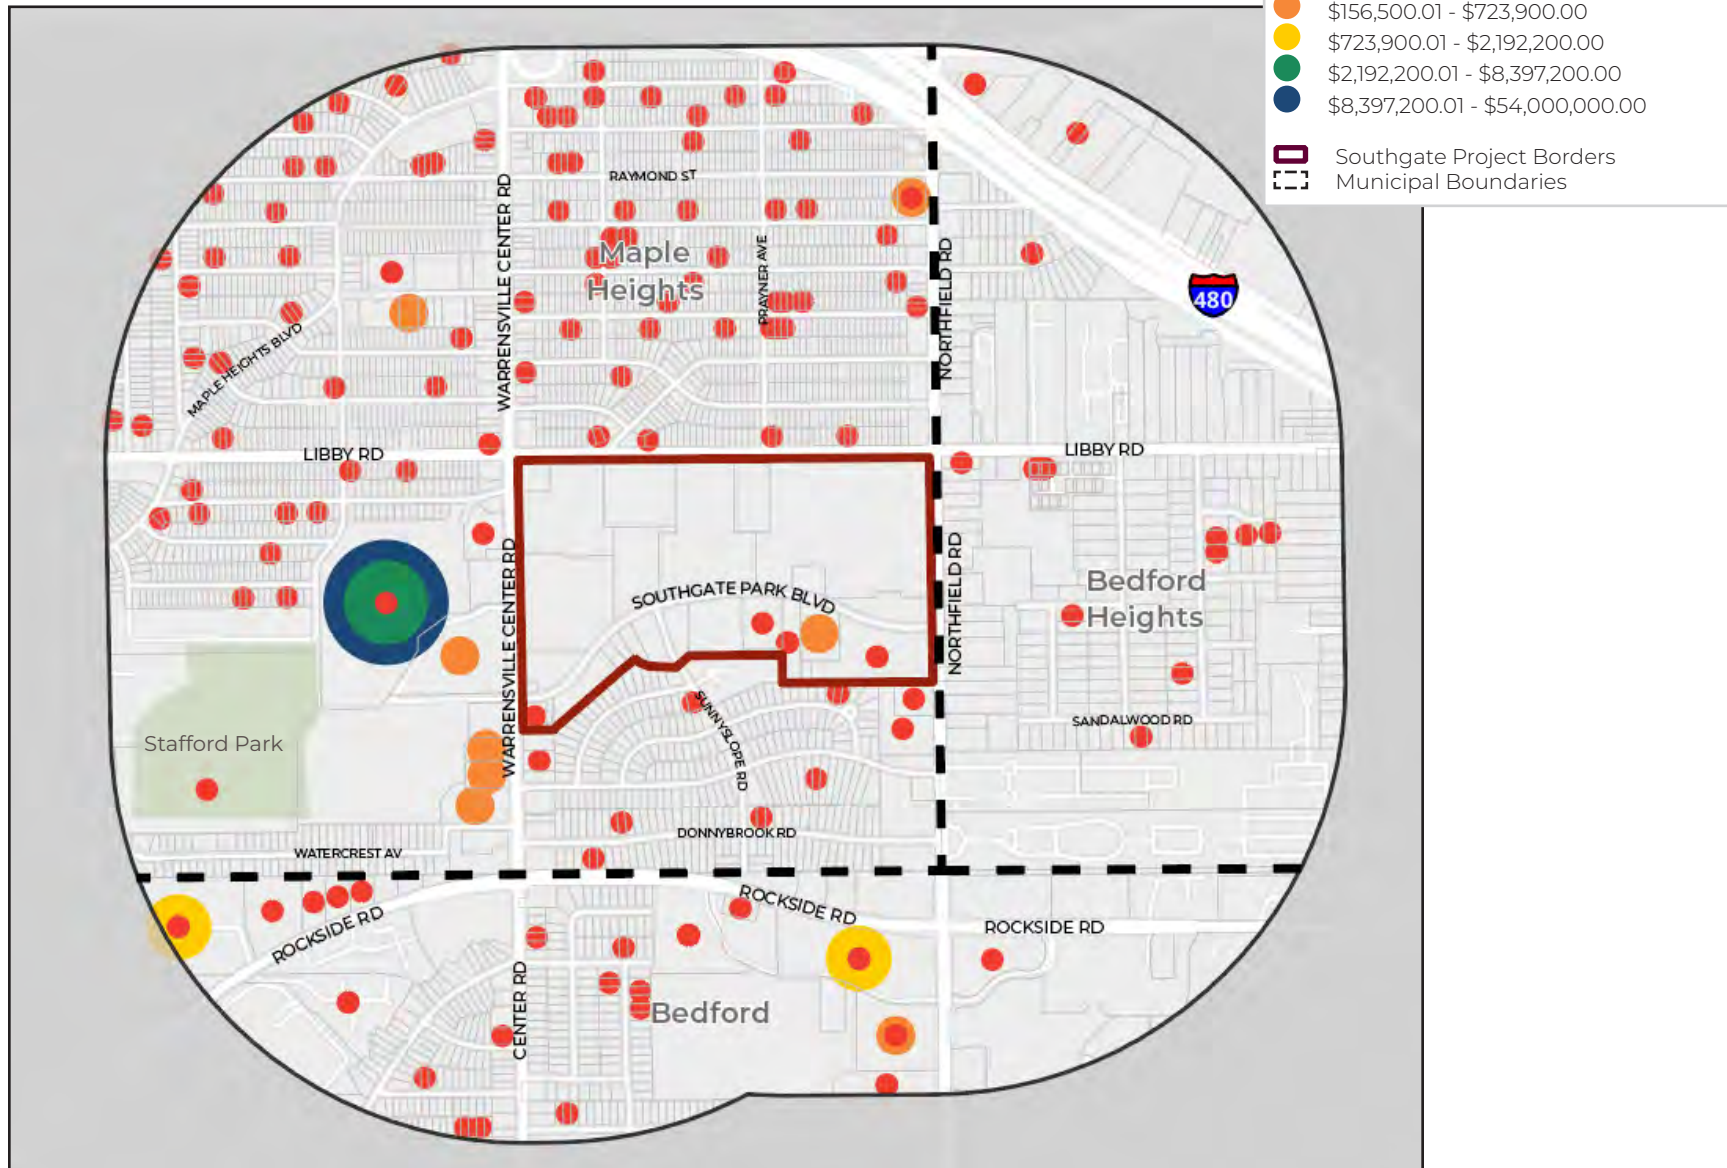 $156,500.01 - $723,900.00
$723,900.01 - $2,192,200.00
$2,192,200.01 - $8,397,200.00
$8,397,200.01 - $54,000,000.00
Southgate Project Borders
Municipal Boundaries
RAYMOND ST
WARRENSVILLE CENTER RD
Maple
Heights
PRAYNER AVE
NORTHFIELD RD
480
MAPLE HEIGHTS BLVD
LIBBY RD
LIBBY RD
WARRENSVILLE CENTER RD
SOUTHGATE PARK BLVD
NORTHFIELD RD
Bedford
Heights
SUNNYSLOPE RD
SANDALWOOD RD
Stafford Park
DONNYBROOK RD
WATERCREST AV
ROCKSIDE RD
ROCKSIDE RD
ROCKSIDE RD
CENTER RD
Bedford